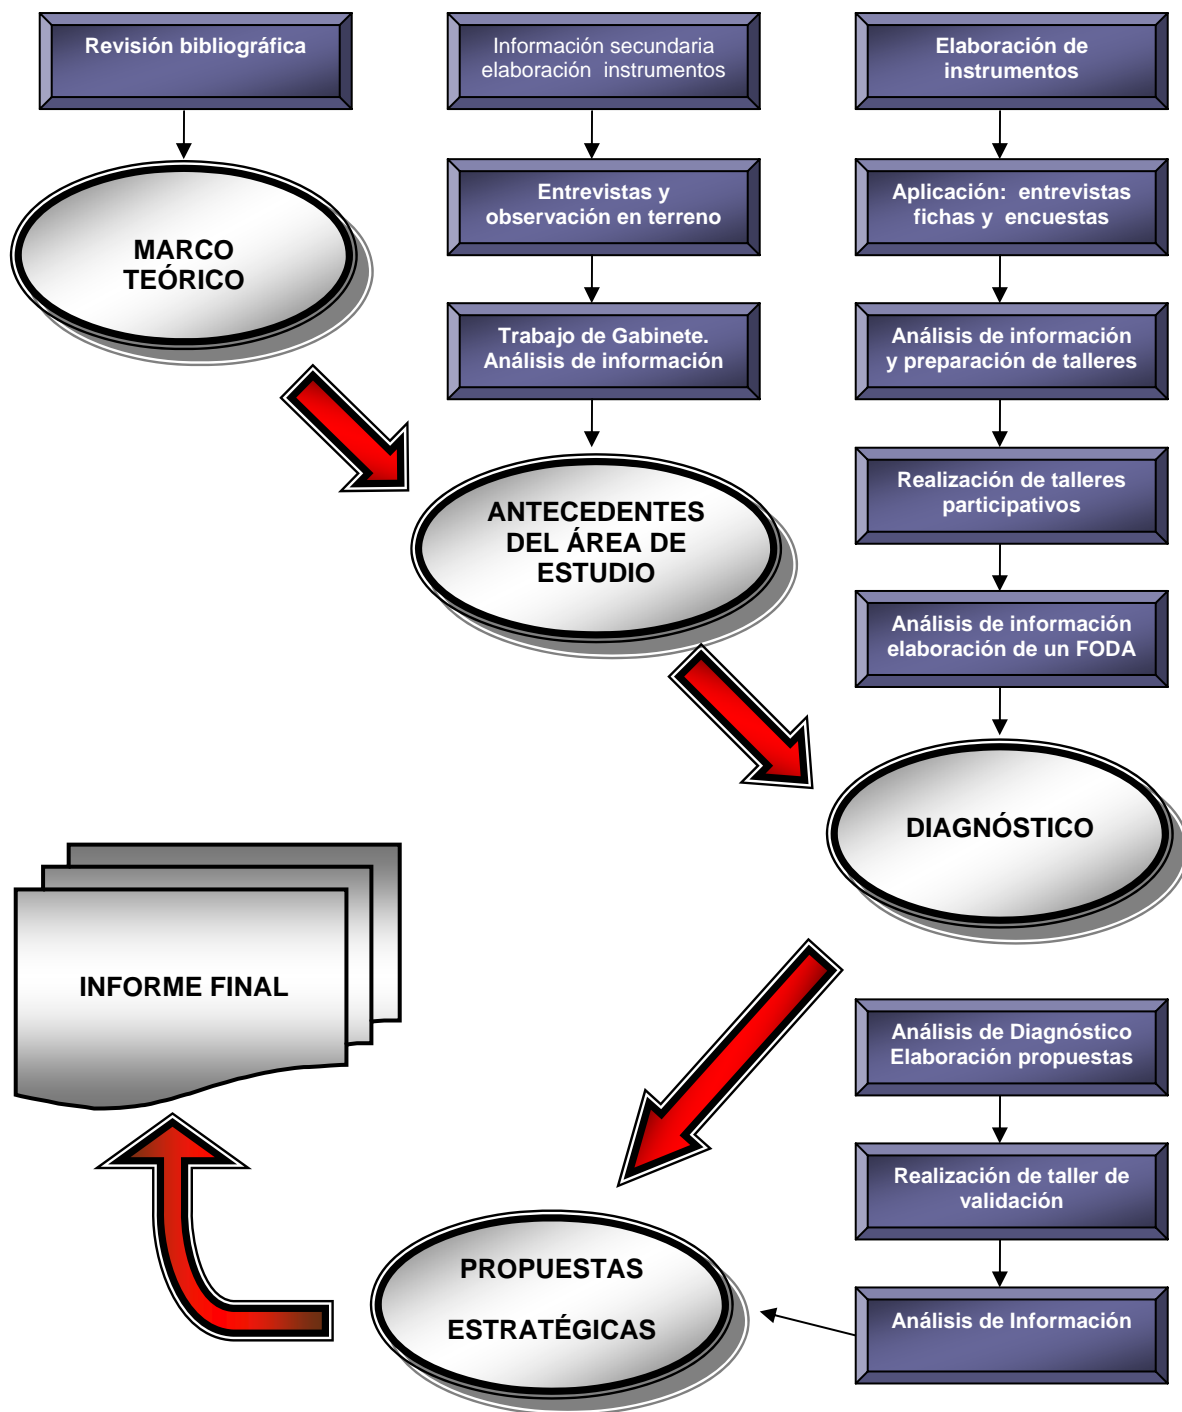 Revisión bibliográfica
MARCO
TEÓRICO
Información secundaria
elaboración instrumentos
Entrevistas y
observación en terreno
Trabajo de Gabinete.
Análisis de información
ANTECEDENTES
DEL ÁREA DE
ESTUDIO
Elaboración de
instrumentos
Aplicación: entrevistas
fichas y encuestas
Análisis de información
y preparación de talleres
Realización de talleres
participativos
Análisis de información
elaboración de un FODA
DIAGNÓSTICO
Análisis de Diagnóstico
Elaboración propuestas
Realización de taller de
validación
Análisis de Información
PROPUESTAS
ESTRATÉGICAS
INFORME FINAL